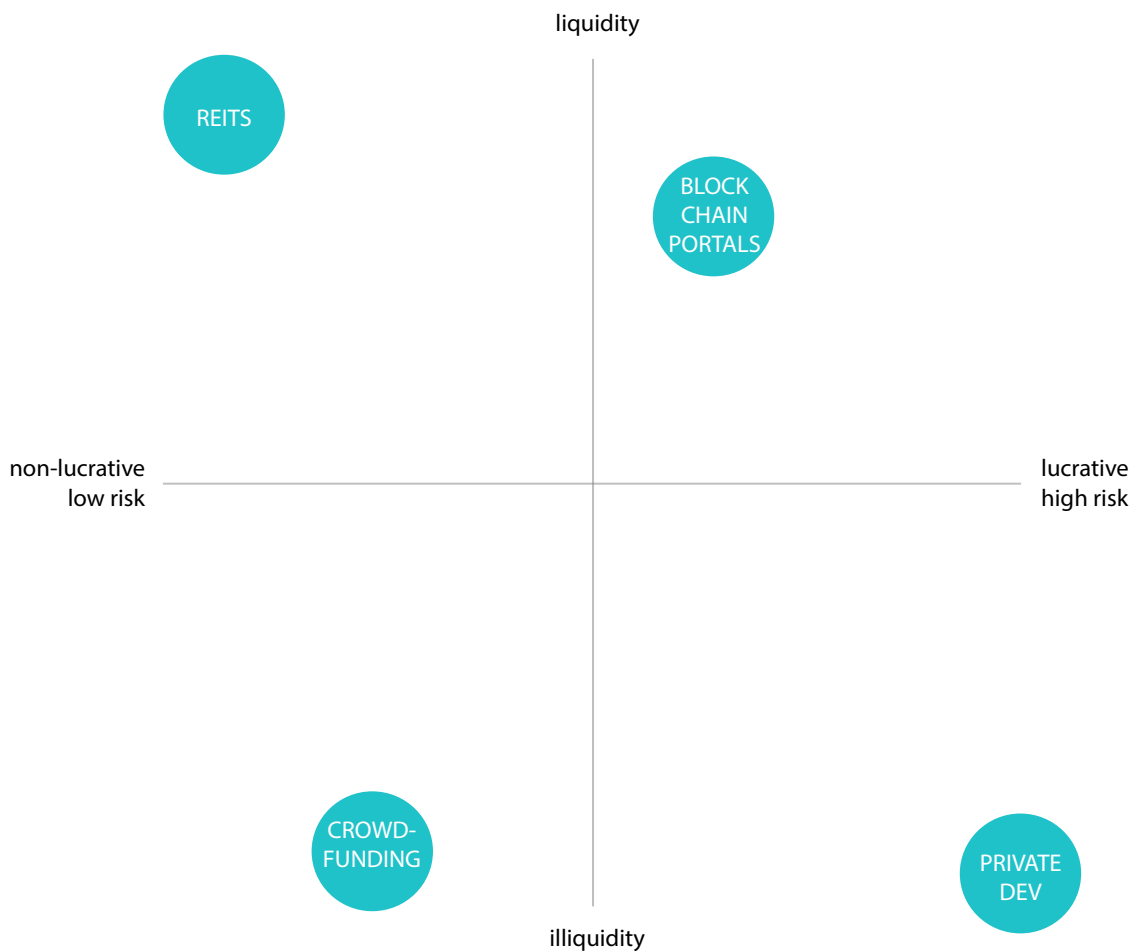 liquidity
REITS
BLOCK
CHAIN
PORTALS
non-lucrative
low risk
lucrative
high risk
CROWD-
FUNDING
PRIVATE
DEV
illiquidity